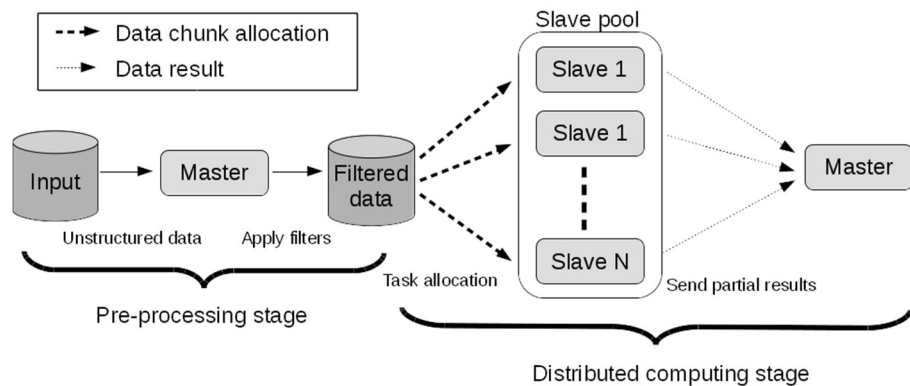 Slave pool
Data chunk allocation
Data result
Slave 1
Slave 1
Input
Master
Filtered
data
Master
Unstructured data
Apply filters
Slave N
Task allocation
Send partial results
Pre-processing stage
Distributed computing stage